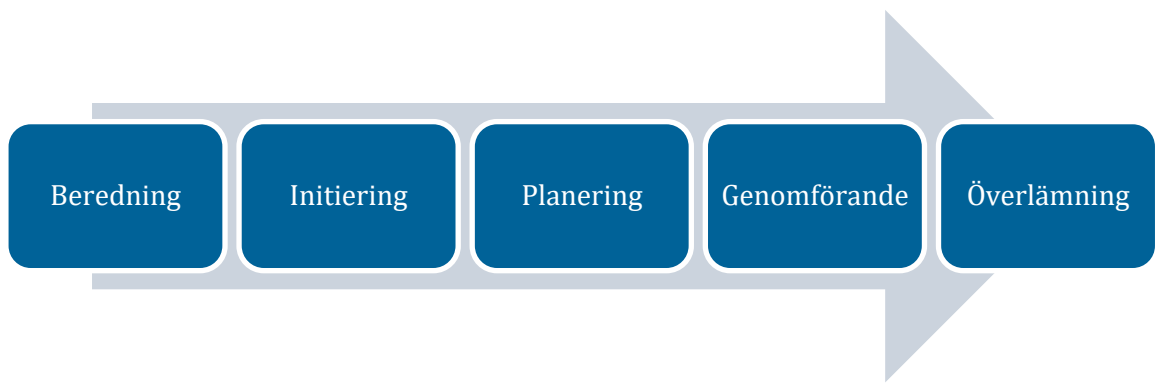 Beredning
Initiering
Planering
Genomförande
Överlämning